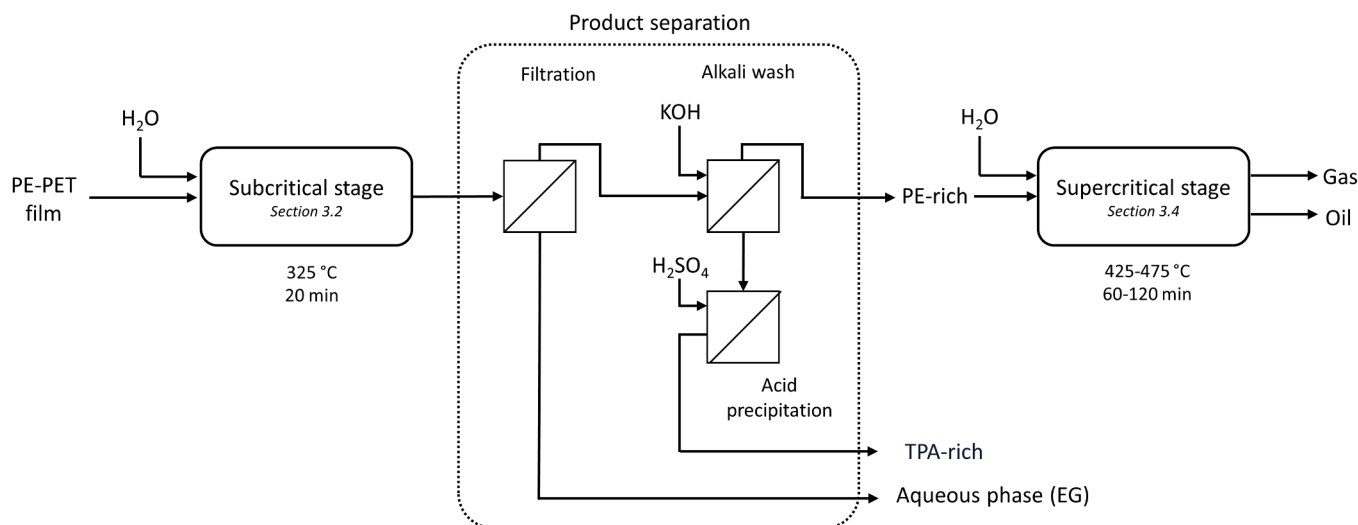 Product separation
Filtration
Alkali wash
H₂O
KOH
H₂O
PE-PET
film
Subcritical stage
Section 3.2
PE-rich
Supercritical stage
Section 3.4
Gas
Oil
325 °C
20 min
H₂SO₄
425-475 °C
60-120 min
Acid
precipitation
TPA-rich
Aqueous phase (EG)